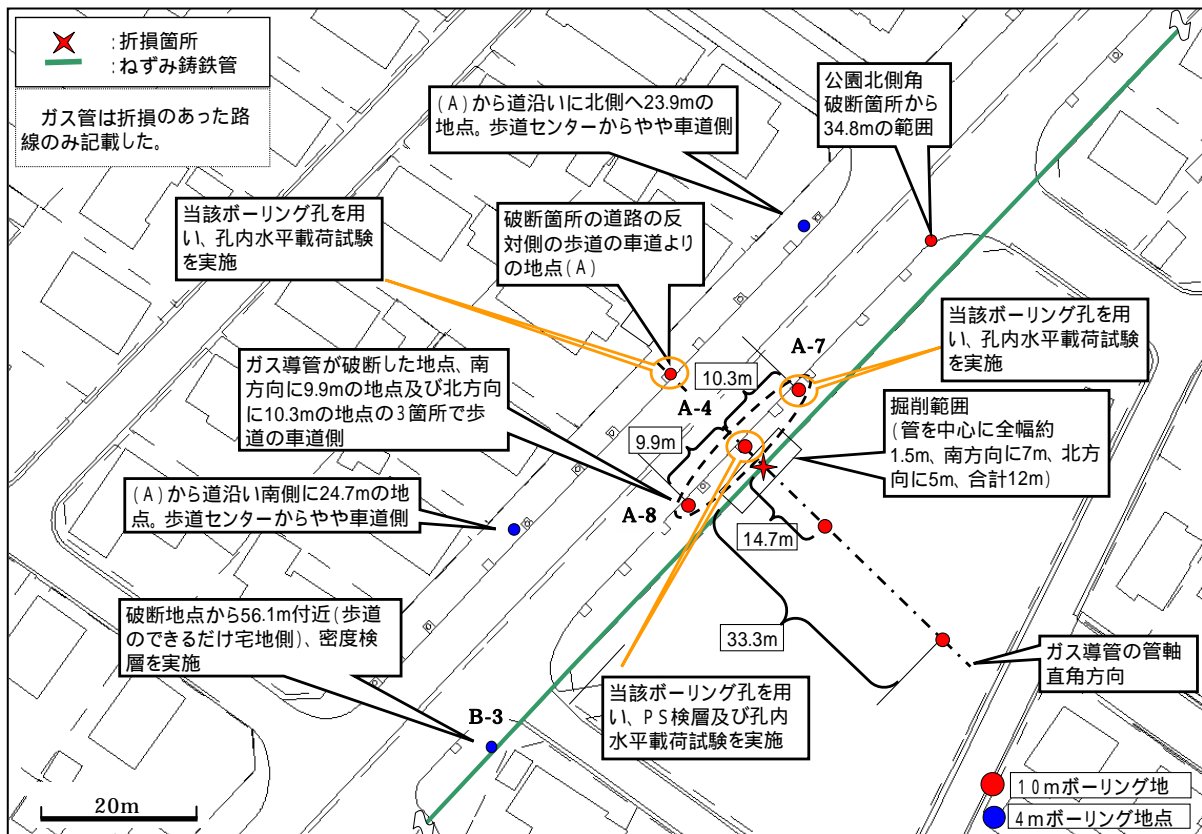 :折損箇所
:ねずみ鋳鉄管
ガス管は折損のあった路
線のみ記載した。
(A)から道沿いに北側へ23.9mの
地点。歩道センターからやや車道側
公園北側角
破断箇所から
34.8mの範囲
当該ボーリング孔を用
い、孔内水平載荷試験
を実施
破断箇所の道路の反
対側の歩道の車道より
の地点(A)
当該ボーリング孔を用
い、孔内水平載荷試験
を実施
ガス導管が破断した地点、南
方向に9.9mの地点及び北方向
に10.3mの地点の3箇所で歩
道の車道側
A-7
10.3m
A-4
9.9m
掘削範囲
(管を中心に全幅約
1.5m、南方向に7m、北方
向に5m、合計12m)
(A)から道沿い南側に24.7mの地
点。歩道センターからやや車道側
A-8
14.7m
33.3m
破断地点から56.1m付近(歩道
のできるだけ宅地側)、密度検
層を実施
ガス導管の管軸
直角方向
B-3
当該ボーリング孔を用
い、PS検層及び孔内
水平載荷試験を実施
20m
10mボーリング地
4mボーリング地点